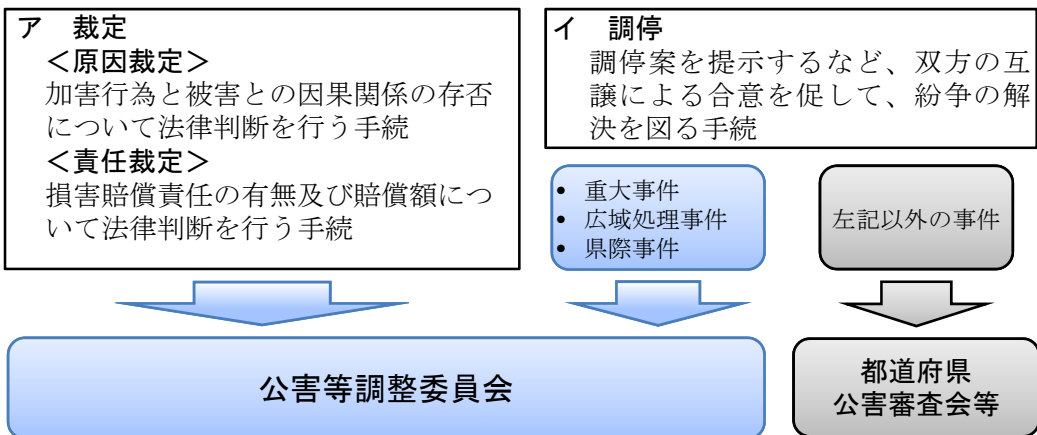 ア 裁定
＜原因裁定＞
加害行為と被害との因果関係の存否
について法律判断を行う手続
＜責任裁定＞
損害賠償責任の有無及び賠償額につ
いて法律判断を行う手続
イ 調停
調停案を提示するなど、双方の互
譲による合意を促して、紛争の解
決を図る手続
• 重大事件
• 広域処理事件
• 県際事件
左記以外の事件
公害等調整委員会
都道府県
公害審査会等